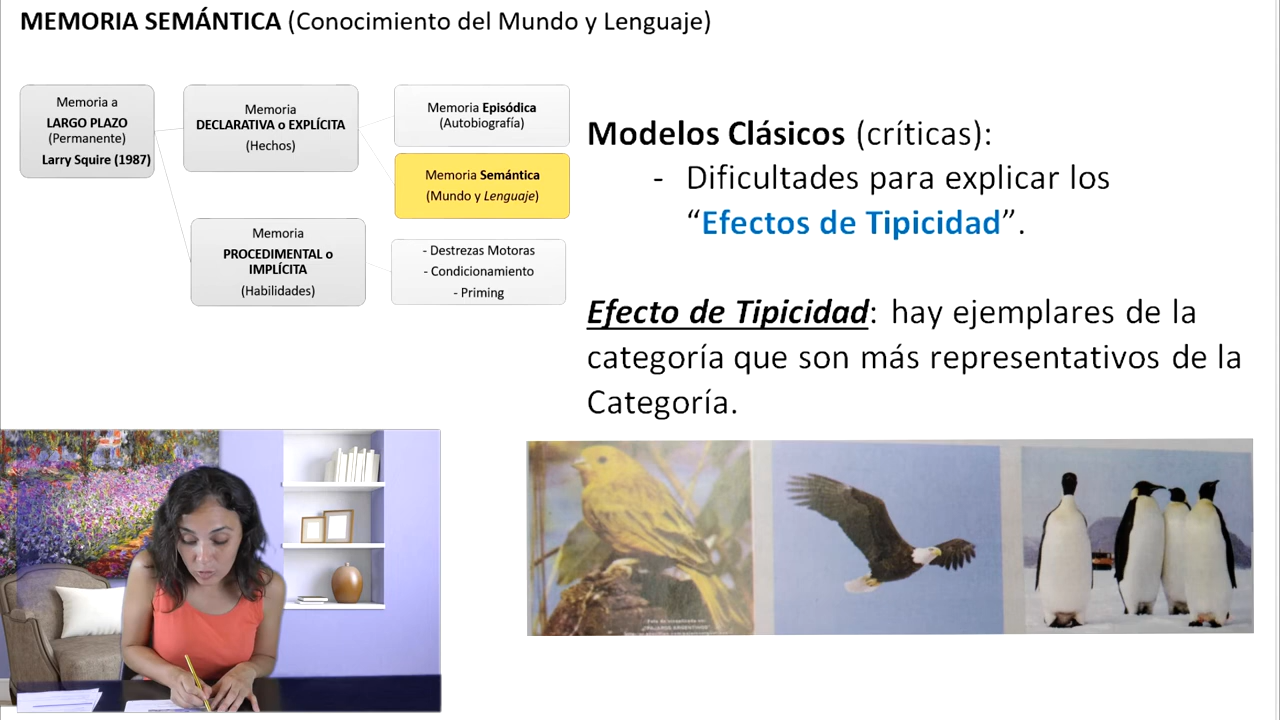 MEMORIA SEMÁNTICA (Conocimiento del Mundo y Lenguaje)
Memoria a
LARGO PLAZO
(Permanente)
Larry Squire (1987)
Memoria
DECLARATIVA o EXPLÍCITA
(Hechos)
Memoria Episódica
(Autobiografía)
Memoria Semántica
(Mundo y Lenguaje)
Memoria
PROCEDIMENTAL o
IMPLÍCITA
(Habilidades)
- Destrezas Motoras
- Condicionamiento
- Priming
Modelos Clásicos (críticas):
- Dificultades para explicar los
“Efectos de Tipicidad”.
Efecto de Tipicidad: hay ejemplares de la
categoría que son más representativos de la
Categoría.